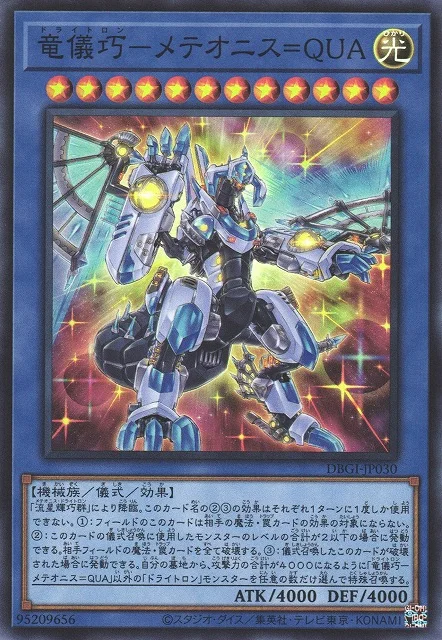 ドライトロン
竜儀巧－メテオニス＝QUA
ひかり
光
DBGI-JP030
【機械族／儀式／効果】
「流星輝巧群」により降臨。このカード名の②③の効果はそれぞれ1ターンに1度しか使用
できない。①：フィールドのこのカードは相手の魔法・罠カードの効果の対象にならない。
②：このカードの儀式召喚に使用したモンスターのレベルの合計が2以下の場合に発動
できる。相手フィールドの魔法・罠カードを全て破壊する。③：儀式召喚したこのカードが破壊
された場合に発動できる。自分の墓地から、攻撃力の合計が4000になるように「竜儀巧－
メテオニス＝QUA」以外の「ドライトロン」モンスターを任意の数だけ選んで特殊召喚する。
ATK/4000 DEF/4000
95209656
©スタジオ・ダイス／集英社・テレビ東京・KONAMI